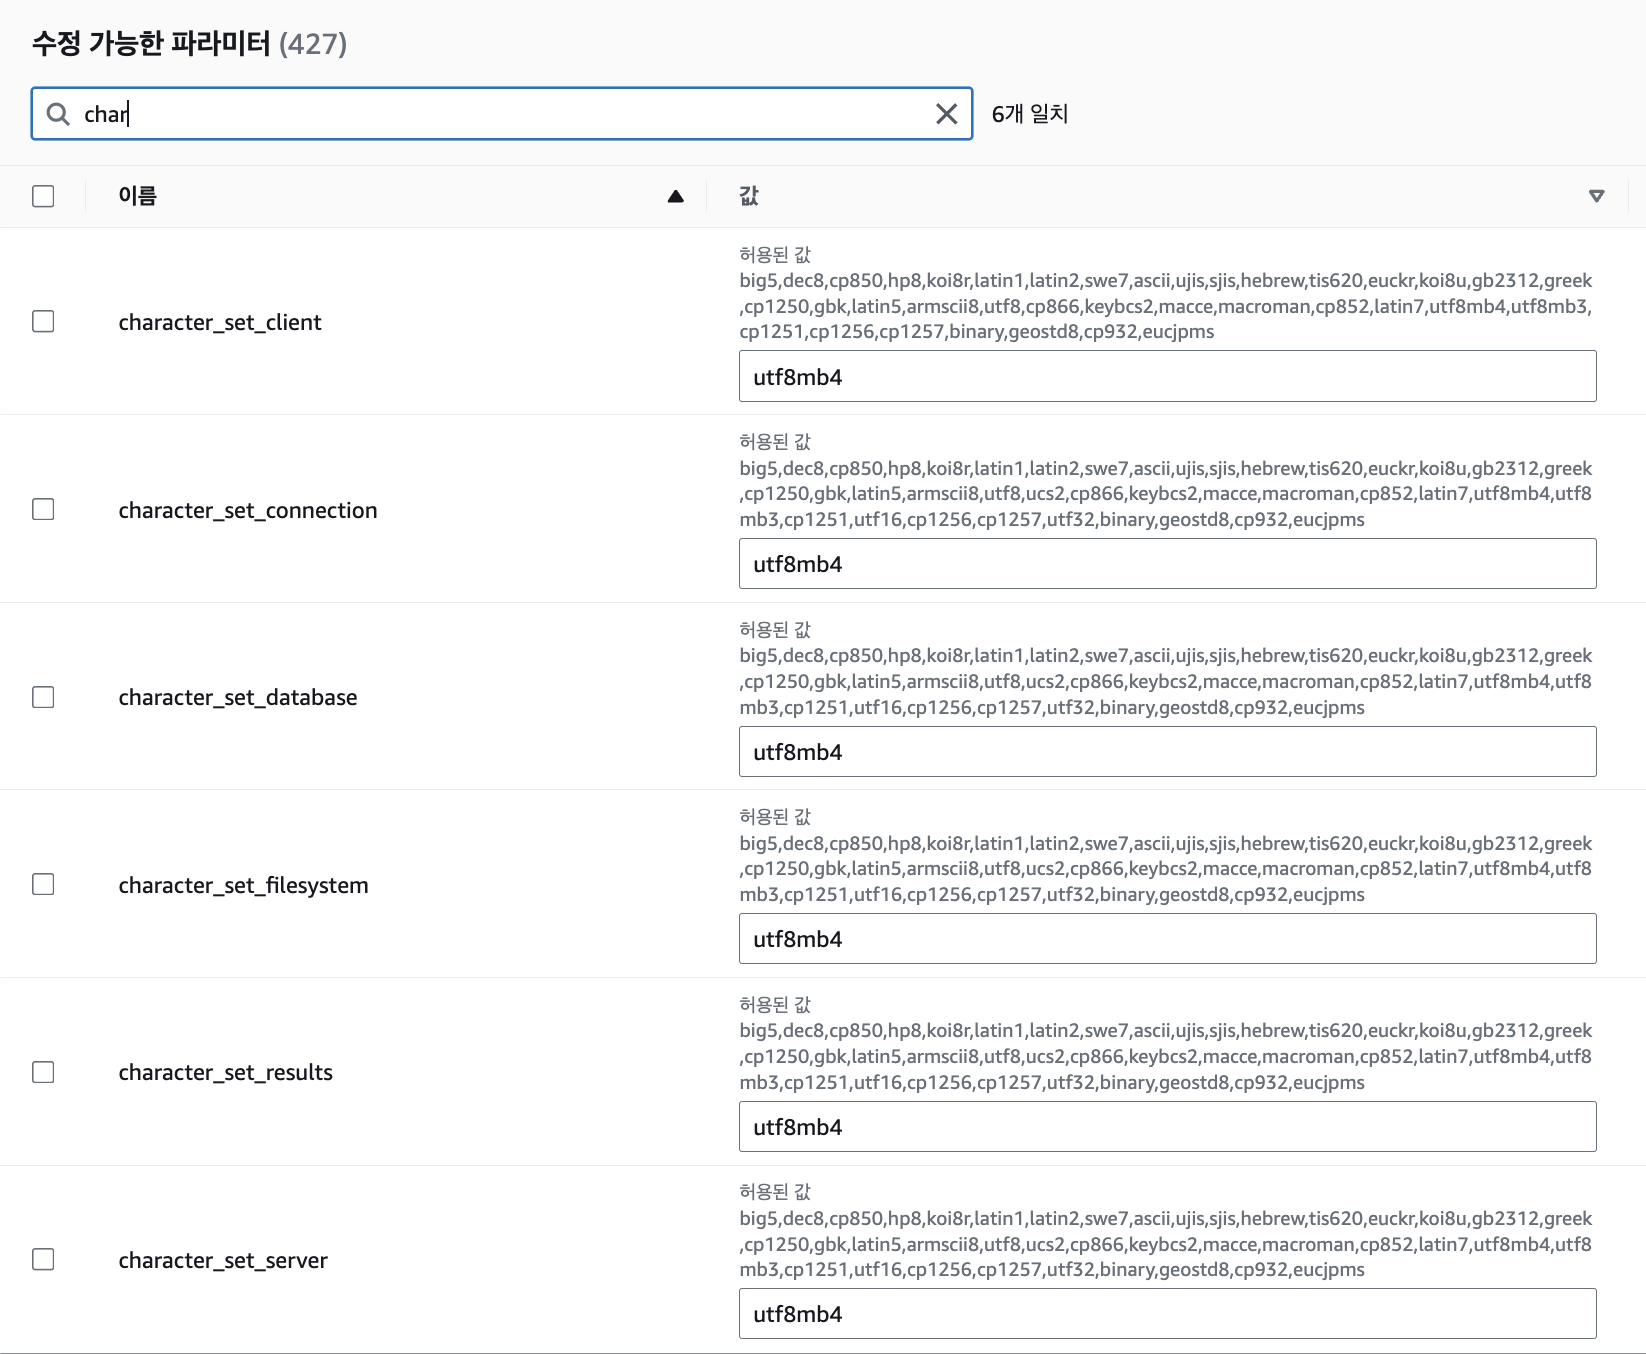 수정 가능한 파라미터 (427)
char
6개 일치
이름
값
허용된 값
big5,dec8,cp850,hp8,koi8r,latin1,latin2,swe7,ascii,ujis,sjis,hebrew,tis620,euckr,koi8u,gb2312,greek
,cp1250,gbk,latin5,armscii8,utf8,cp866,keybcs2,macce,macroman,cp852,latin7,utf8mb4,utf8mb3,
cp1251,cp1256,cp1257,binary,geostd8,cp932,eucjpms
character_set_client
utf8mb4
허용된 값
big5,dec8,cp850,hp8,koi8r,latin1,latin2,swe7,ascii,ujis,sjis,hebrew,tis620,euckr,koi8u,gb2312,greek
,cp1250,gbk,latin5,armscii8,utf8,ucs2,cp866,keybcs2,macce,macroman,cp852,latin7,utf8mb4,utf8
mb3,cp1251,utf16,cp1256,cp1257,utf32,binary,geostd8,cp932,eucjpms
character_set_connection
utf8mb4
허용된 값
big5,dec8,cp850,hp8,koi8r,latin1,latin2,swe7,ascii,ujis,sjis,hebrew,tis620,euckr,koi8u,gb2312,greek
,cp1250,gbk,latin5,armscii8,utf8,ucs2,cp866,keybcs2,macce,macroman,cp852,latin7,utf8mb4,utf8
mb3,cp1251,utf16,cp1256,cp1257,utf32,binary,geostd8,cp932,eucjpms
character_set_database
utf8mb4
허용된 값
big5,dec8,cp850,hp8,koi8r,latin1,latin2,swe7,ascii,ujis,sjis,hebrew,tis620,euckr,koi8u,gb2312,greek
,cp1250,gbk,latin5,armscii8,utf8,ucs2,cp866,keybcs2,macce,macroman,cp852,latin7,utf8mb4,utf8
mb3,cp1251,utf16,cp1256,cp1257,utf32,binary,geostd8,cp932,eucjpms
character_set_filesystem
utf8mb4
허용된 값
big5,dec8,cp850,hp8,koi8r,latin1,latin2,swe7,ascii,ujis,sjis,hebrew,tis620,euckr,koi8u,gb2312,greek
,cp1250,gbk,latin5,armscii8,utf8,ucs2,cp866,keybcs2,macce,macroman,cp852,latin7,utf8mb4,utf8
mb3,cp1251,utf16,cp1256,cp1257,utf32,binary,geostd8,cp932,eucjpms
character_set_results
utf8mb4
허용된 값
big5,dec8,cp850,hp8,koi8r,latin1,latin2,swe7,ascii,ujis,sjis,hebrew,tis620,euckr,koi8u,gb2312,greek
,cp1250,gbk,latin5,armscii8,utf8,ucs2,cp866,keybcs2,macce,macroman,cp852,latin7,utf8mb4,utf8
mb3,cp1251,utf16,cp1256,cp1257,utf32,binary,geostd8,cp932,eucjpms
character_set_server
utf8mb4